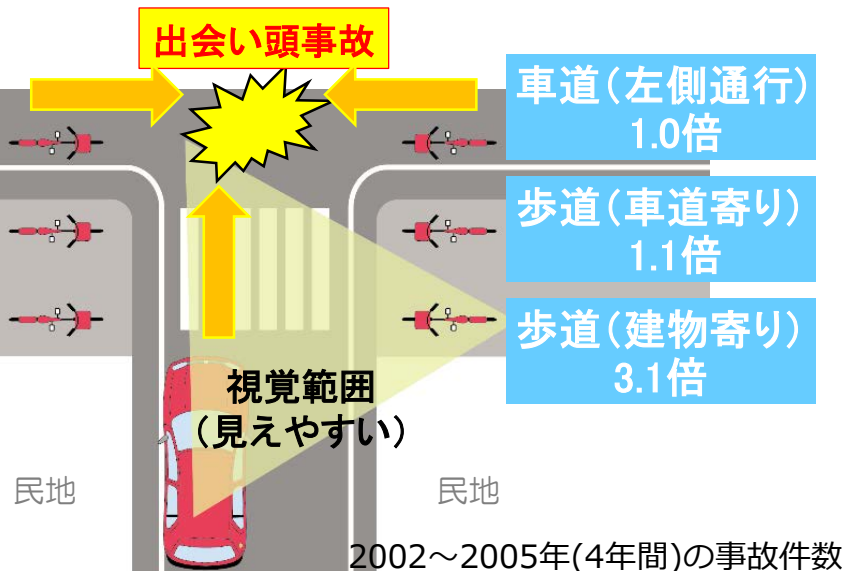 出会い頭事故
車道（左側通行）
1.0倍
歩道（車道寄り）
1.1倍
歩道（建物寄り）
3.1倍
視覚範囲
（見えやすい）
民地
民地
2002～2005年(4年間)の事故件数